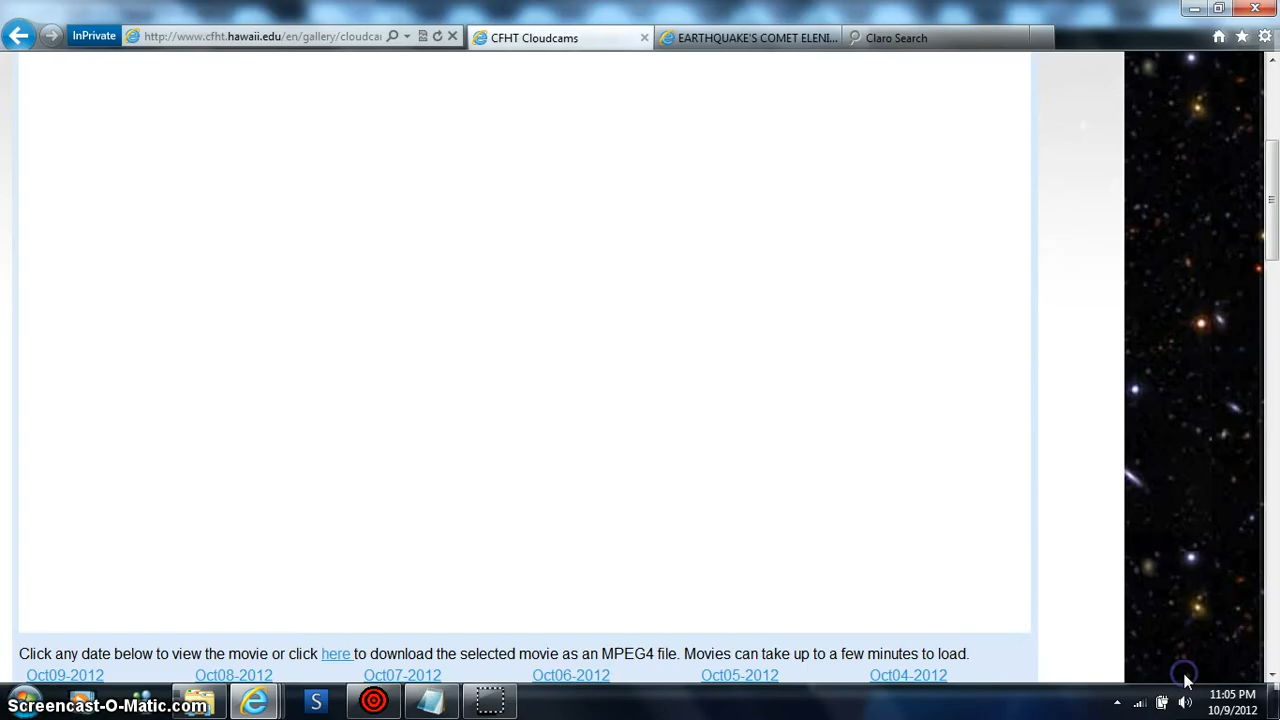 InPrivate
http://www.cfht.hawaii.edu/en/gallery/cloudca
CFHT Cloudcams
EARTHQUAKE'S COMET ELENI...
Claro Search
Click any date below to view the movie or click here to download the selected movie as an MPEG4 file. Movies can take up to a few minutes to load.
Oct09-2012 Oct08-2012 Oct07-2012 Oct06-2012 Oct05-2012 Oct04-2012
Screencast-O-Matic.com
S
11:05 PM
10/9/2012